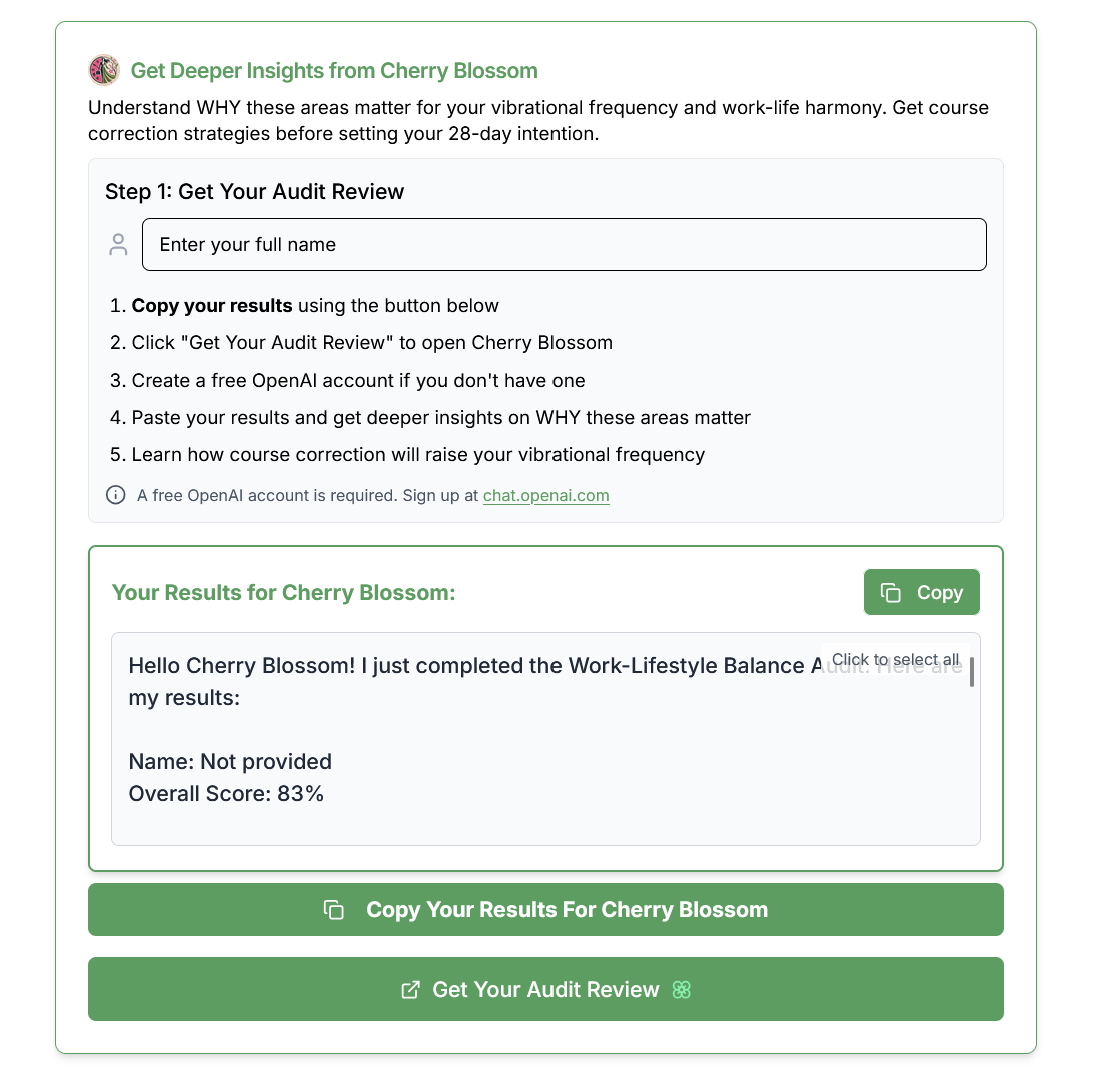 Get Deeper Insights from Cherry Blossom
Understand WHY these areas matter for your vibrational frequency and work-life harmony. Get course
correction strategies before setting your 28-day intention.
Step 1: Get Your Audit Review
Enter your full name
1. Copy your results using the button below
2. Click "Get Your Audit Review" to open Cherry Blossom
3. Create a free OpenAI account if you don't have one
4. Paste your results and get deeper insights on WHY these areas matter
5. Learn how course correction will raise your vibrational frequency
A free OpenAI account is required. Sign up at chat.openai.com
Your Results for Cherry Blossom:
Copy
Click to select all
Hello Cherry Blossom! I just completed the Work-Lifestyle Balance Audit. Here are
my results:
Name: Not provided
Overall Score: 83%
Copy Your Results For Cherry Blossom
Get Your Audit Review